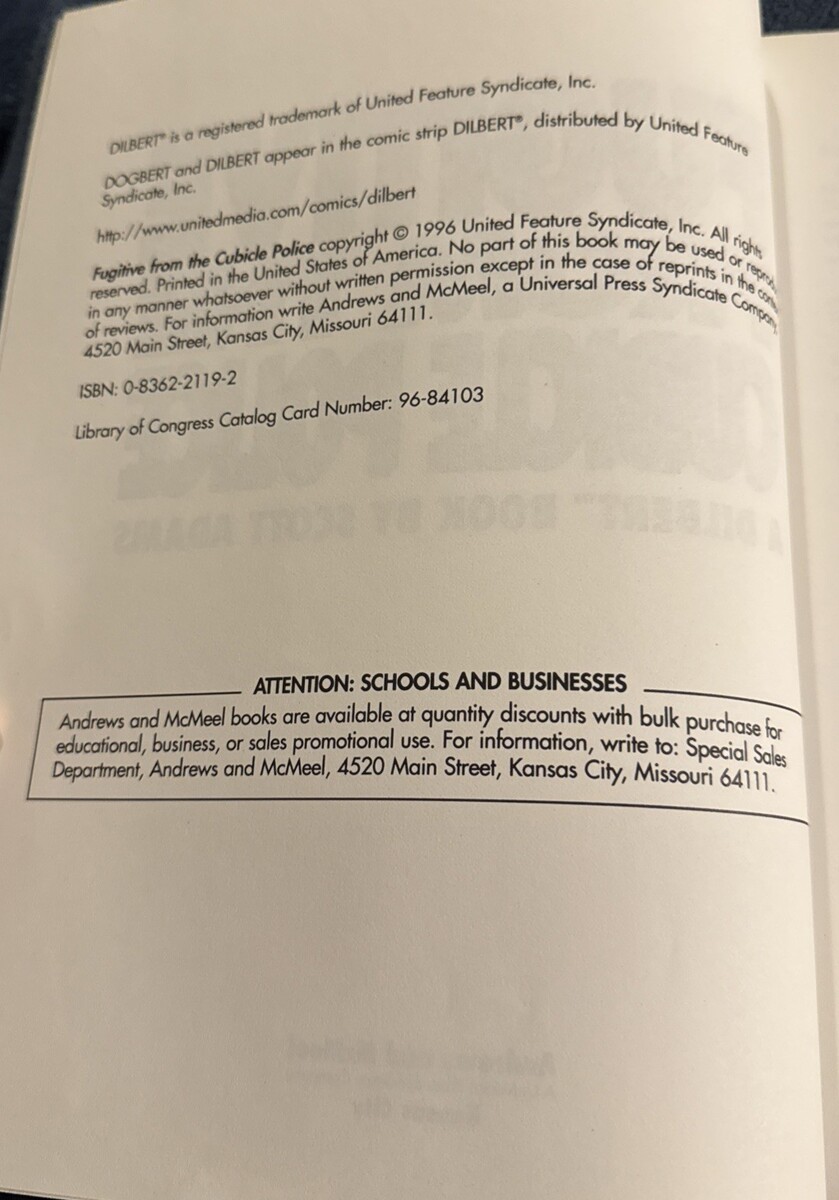 DILBERT® is a registered trademark of United Feature Syndicate, Inc.
DOGBERT and DILBERT appear in the comic strip DILBERT®, distributed by United Feature
Syndicate, Inc.
http://www.unitedmedia.com/comics/dilbert
Fugitive from the Cubicle Police copyright © 1996 United Feature Syndicate, Inc. All rights
reserved. Printed in the United States of America. No part of this book may be used or
in any manner whatsoever without written permission except in the case of reprints in the
of reviews. For information write Andrews and McMeel, a Universal Press Syndicate Company,
4520 Main Street, Kansas City, Missouri 64111.
ISBN: 0-8362-2119-2
Library of Congress Catalog Card Number: 96-84103
A DILBERT™ BOOK BY SCOTT ADAMS
ATTENTION: SCHOOLS AND BUSINESSES
Andrews and McMeel books are available at quantity discounts with bulk purchase for
educational, business, or sales promotional use. For information, write to: Special Sales
Department, Andrews and McMeel, 4520 Main Street, Kansas City, Missouri 64111.